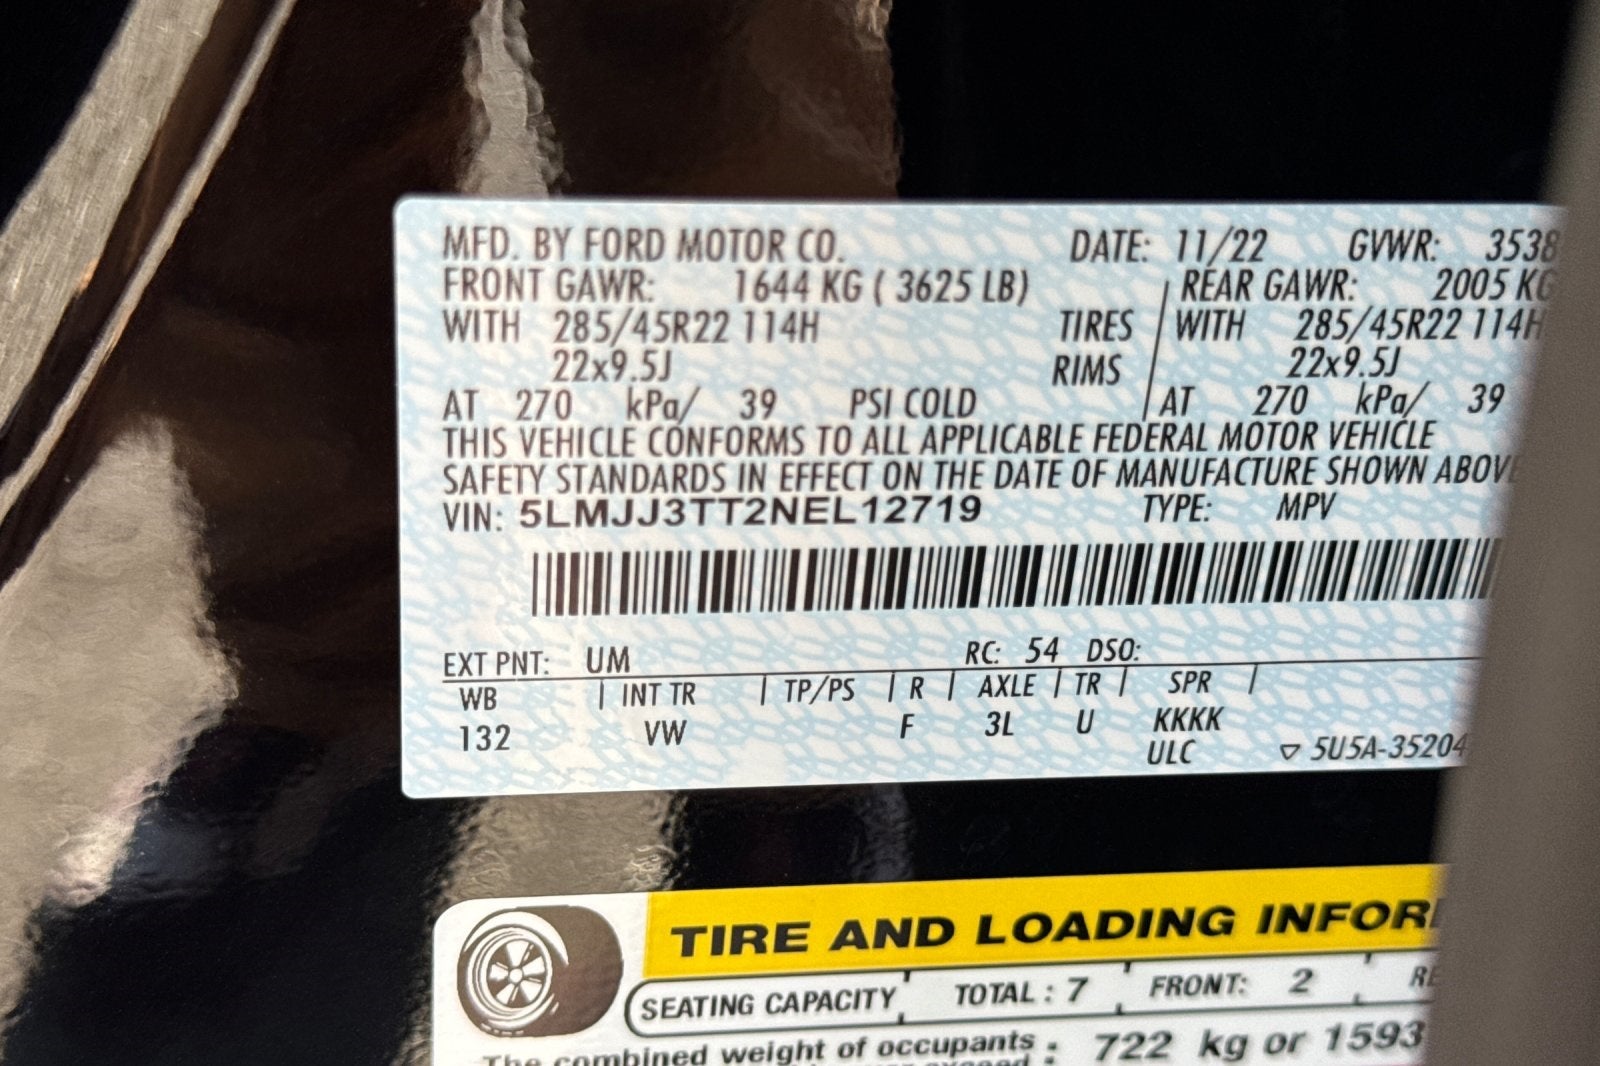 MFD. BY FORD MOTOR CO. DATE: 11/22 GVWR: 3538
FRONT GAWR: 1644 KG ( 3625 LB) REAR GAWR: 2005 KG
WITH 285/45R22 114H TIRES WITH 285/45R22 114H
22x9.5J RIMS 22x9.5J
AT 270 kPa/ 39 PSI COLD AT 270 kPa/ 39
THIS VEHICLE CONFORMS TO ALL APPLICABLE FEDERAL MOTOR VEHICLE
SAFETY STANDARDS IN EFFECT ON THE DATE OF MANUFACTURE SHOWN ABOVE
VIN: 5LMJJ3TT2NEL12719 TYPE: MPV
EXT PNT: UM RC: 54 DSO:
WB INT TR TP/PS R AXLE TR SPR
132 VW F 3L U KKKK
ULC ▽ 5U5A-35204
TIRE AND LOADING INFOR
SEATING CAPACITY TOTAL : 7 FRONT: 2 RE
The combined weight of occupants : 722 kg or 1593